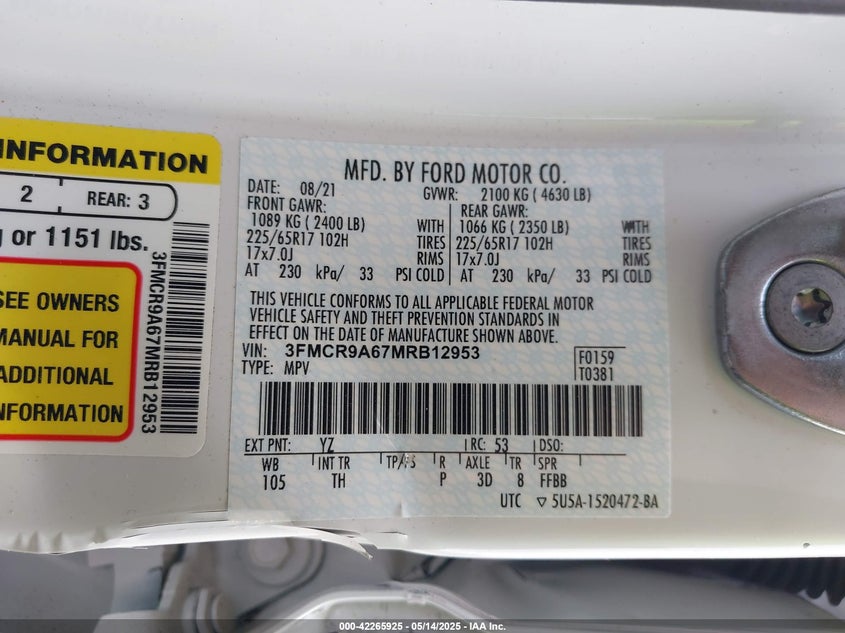 INFORMATION
2 REAR: 3
or 1151 lbs.
SEE OWNERS
MANUAL FOR
ADDITIONAL
INFORMATION
3FMCR9A67MRB12953
MFD. BY FORD MOTOR CO.
DATE: 08/21 GVWR: 2100 KG ( 4630 LB)
FRONT GAWR: REAR GAWR:
1089 KG ( 2400 LB) WITH 1066 KG ( 2350 LB) WITH
225/65R17 102H TIRES 225/65R17 102H TIRES
17x7.0J RIMS 17x7.0J RIMS
AT 230 kPa/ 33 PSI COLD AT 230 kPa/ 33 PSI COLD
THIS VEHICLE CONFORMS TO ALL APPLICABLE FEDERAL MOTOR
VEHICLE SAFETY AND THEFT PREVENTION STANDARDS IN
EFFECT ON THE DATE OF MANUFACTURE SHOWN ABOVE.
VIN: 3FMCR9A67MRB12953 F0159
TYPE: MPV T0381
EXT PNT: YZ RC: 53 DSO:
WB INT TR TP/PS R AXLE TR SPR
105 TH P 3D 8 FFBB
UTC ▽ 5U5A-1520472-BA
000-42265925 | 05/14/2025 - IAA Inc.